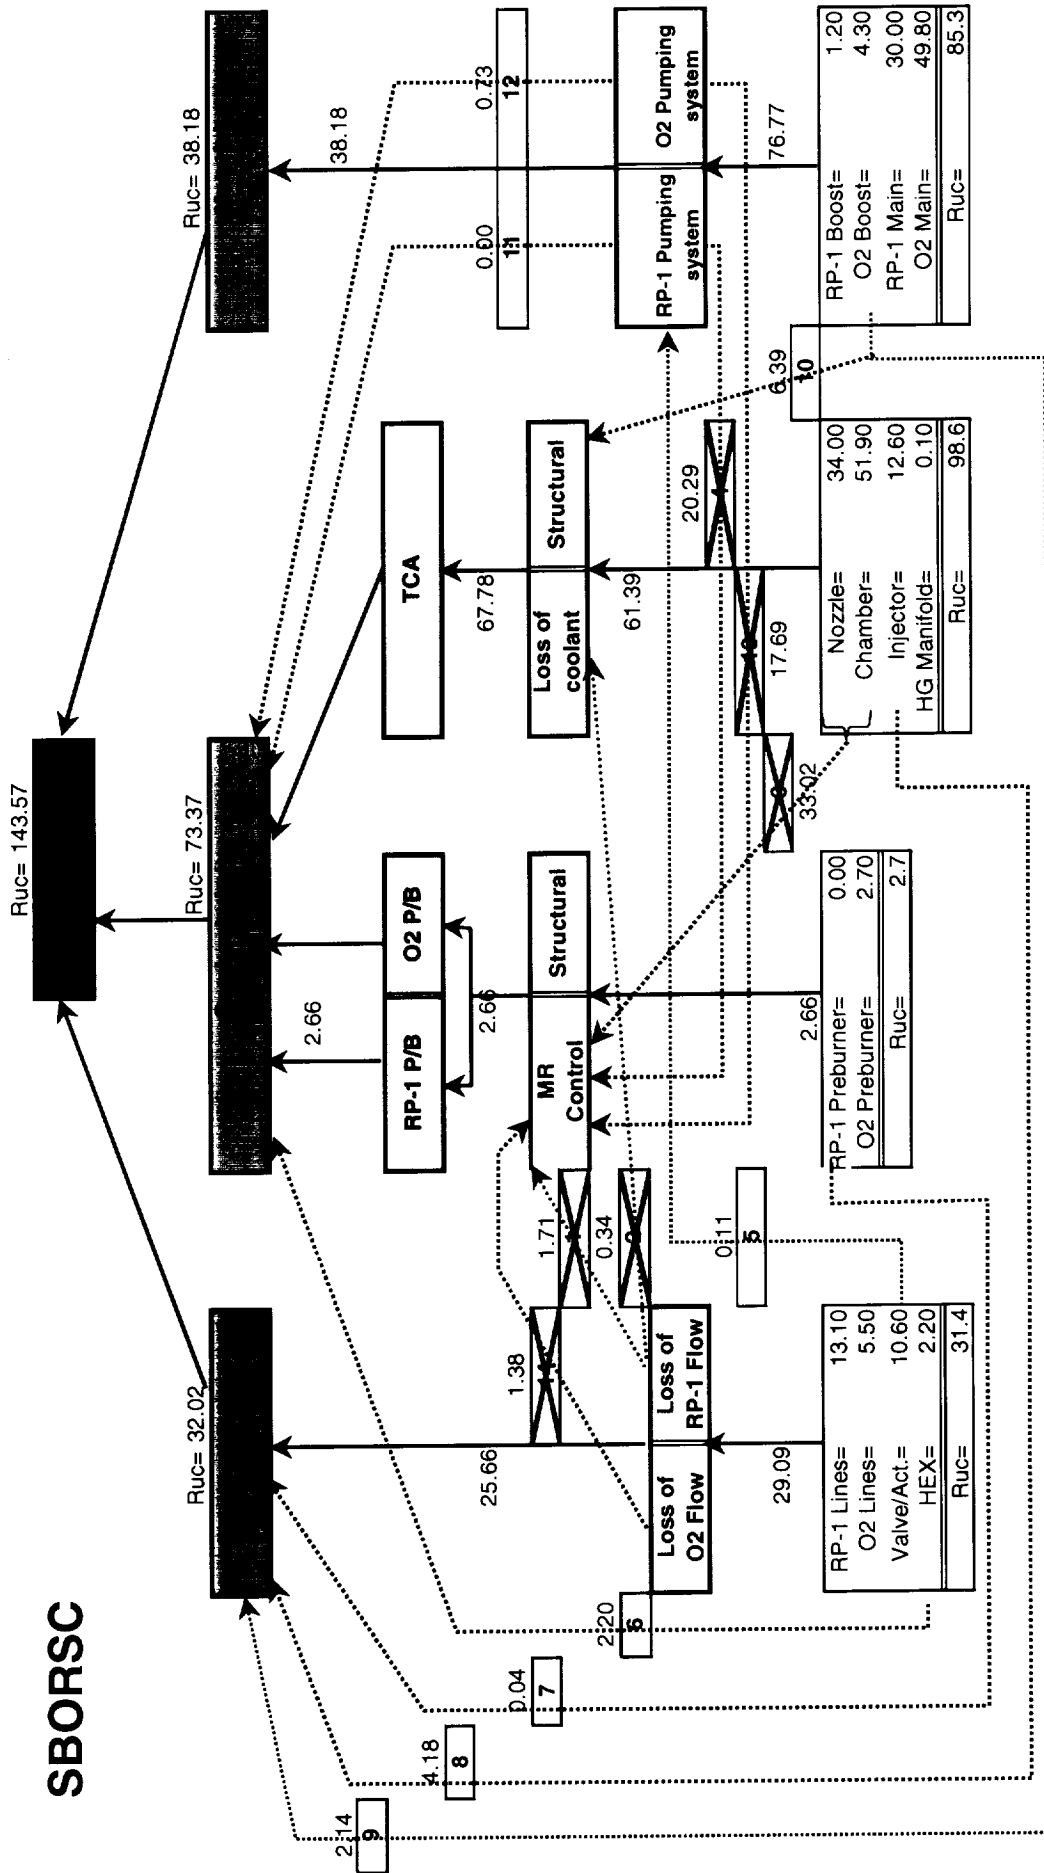 SBORSC
Ruc= 143.57
Ruc= 32.02
Ruc= 73.37
Ruc= 38.18
2.14
9
4.18
8
0.04
7
2.20
6
25.66
1.38
1.71
0.34
0.11
5
2.66
RP-1 P/B
O2 P/B
2.66
MR
Control
Structural
TCA
67.78
Loss of
coolant
Structural
61.39
20.29
17.69
33.02
6.39
10
0.00
11
0.73
12
38.18
RP-1 Pumping
system
O2 Pumping
system
76.77
Loss of
O2 Flow
Loss of
RP-1 Flow
29.09
2.66
RP-1 Lines= 13.10
O2 Lines= 5.50
Valve/Act.= 10.60
HEX= 2.20
Ruc= 31.4
RP-1 Preburner= 0.00
O2 Preburner= 2.70
Ruc= 2.7
Nozzle= 34.00
Chamber= 51.90
Injector= 12.60
HG Manifold= 0.10
Ruc= 98.6
RP-1 Boost= 1.20
O2 Boost= 4.30
RP-1 Main= 30.00
O2 Main= 49.80
Ruc= 85.3